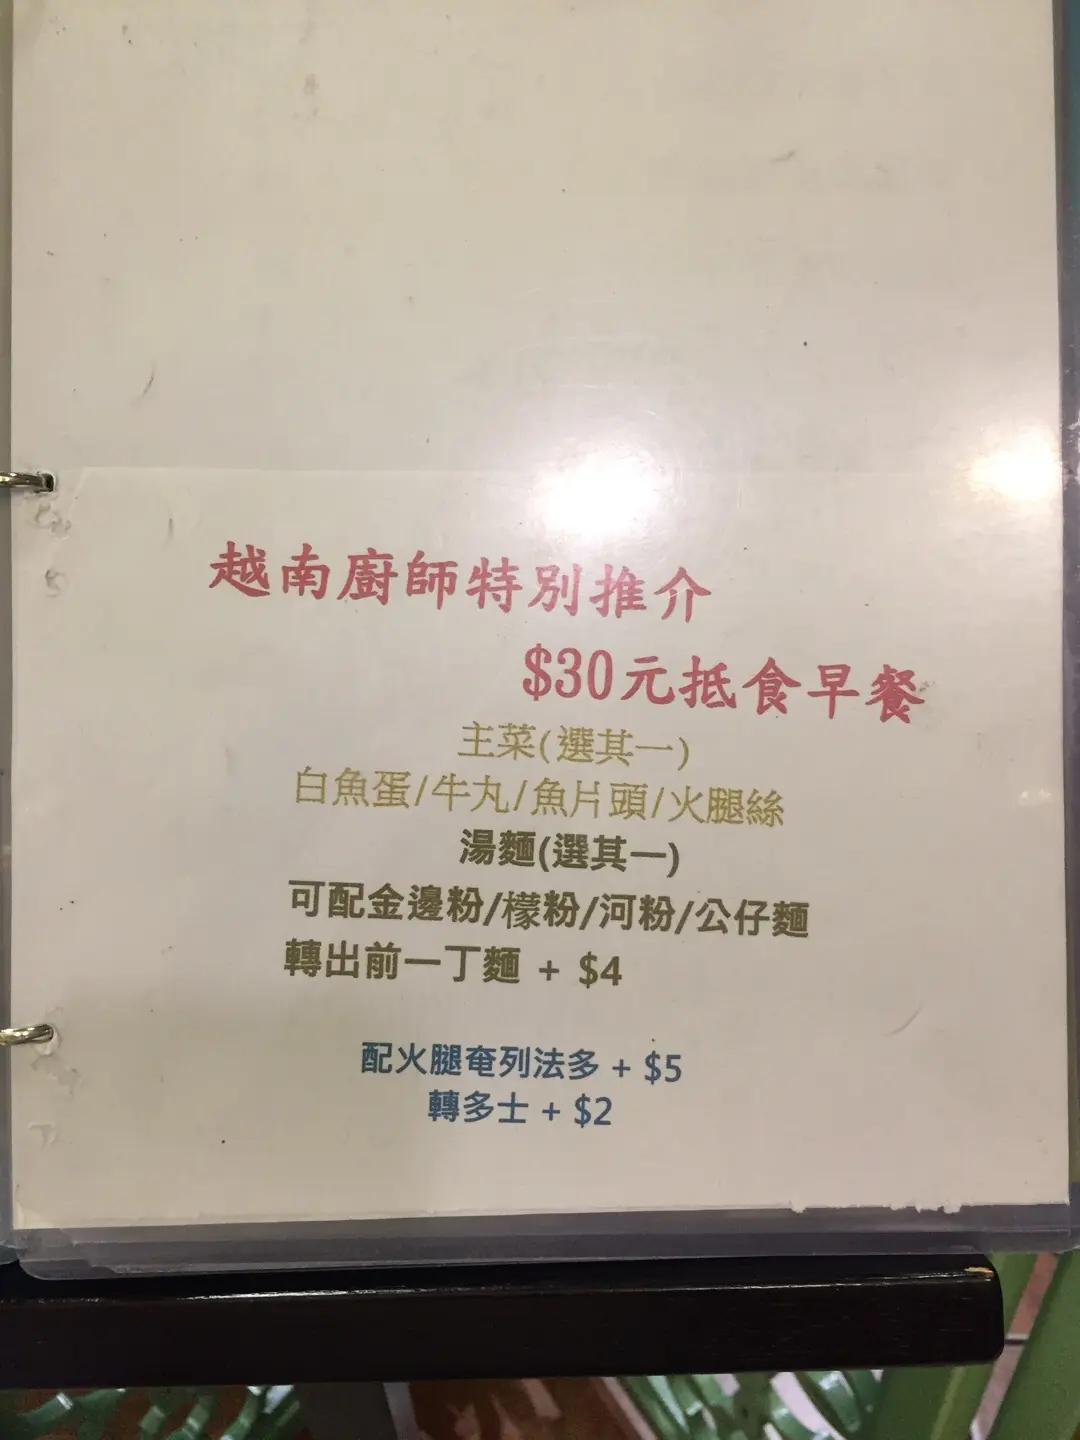 越南廚師特別推介
$30元抵食早餐
主菜(選其一)
白魚蛋/牛丸/魚片頭/火腿絲
湯麵(選其一)
可配金邊粉/檬粉/河粉/公仔麵
轉出前一丁麵 + $4
配火腿奄列法多 + $5
轉多士 + $2